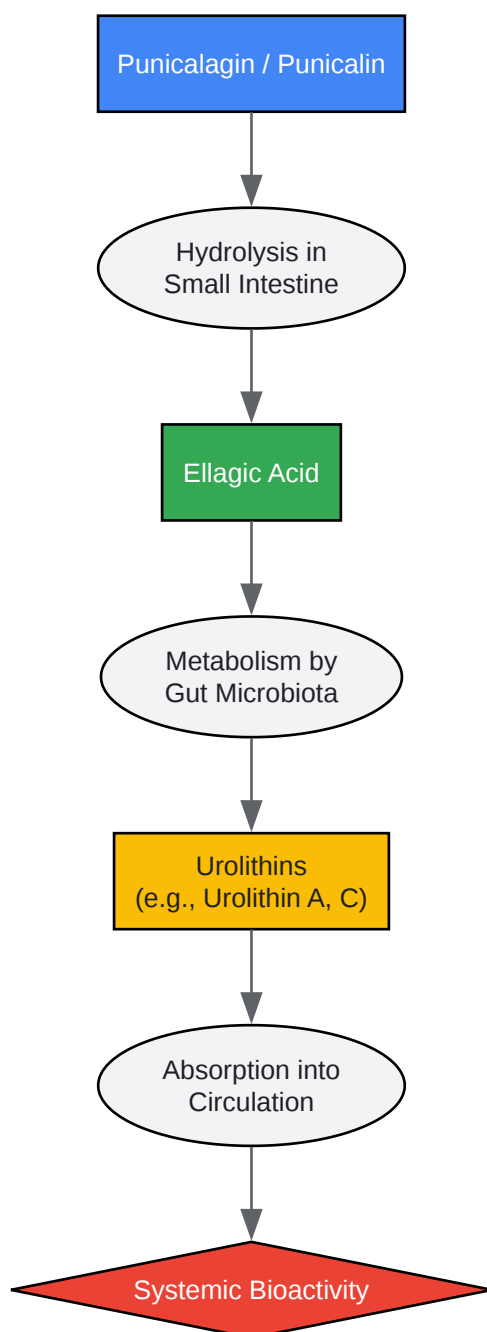 Punicalagin / Punicalin
Hydrolysis in
Small Intestine
Ellagic Acid
Metabolism by
Gut Microbiota
Urolithins
(e.g., Urolithin A, C)
Absorption into
Circulation
Systemic Bioactivity